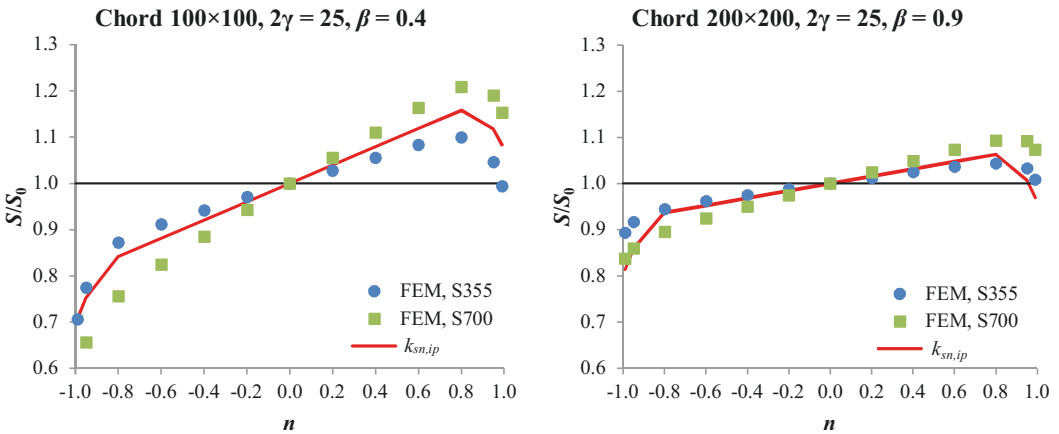 Chord 100×100, 2γ = 25, β = 0.4
S/S0
1.3
1.2
1.1
1.0
0.9
0.8
0.7
0.6
FEM, S355
FEM, S700
ksn,ip
-1.0 -0.8 -0.6 -0.4 -0.2 0.0 0.2 0.4 0.6 0.8 1.0
n
Chord 200×200, 2γ = 25, β = 0.9
S/S0
1.3
1.2
1.1
1.0
0.9
0.8
0.7
0.6
FEM, S355
FEM, S700
ksn,ip
-1.0 -0.8 -0.6 -0.4 -0.2 0.0 0.2 0.4 0.6 0.8 1.0
n